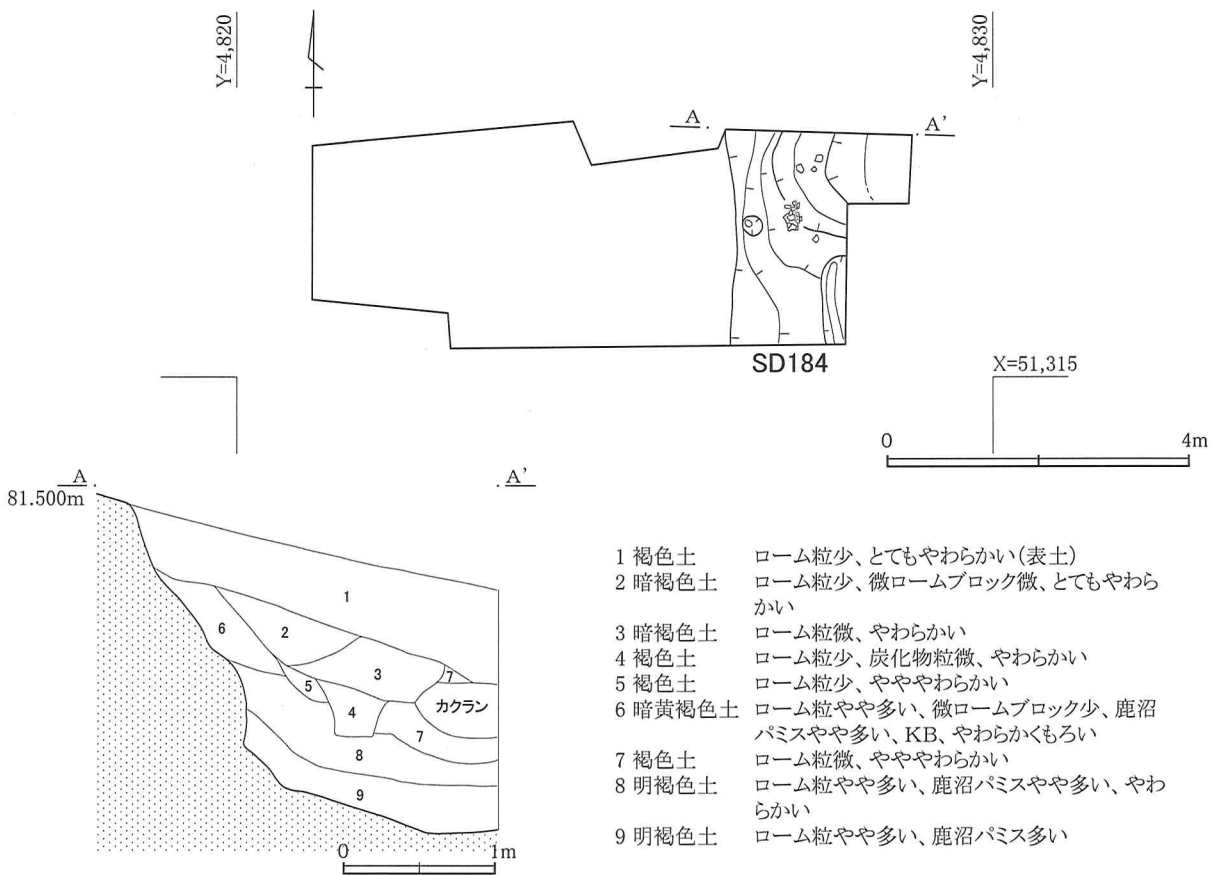 Y=4,820
Y=4,830
A
A'
SD184
X=51,315
0
4m
A
A'
81.500m
1
2
3
4
5
6
7
カクラン
7
8
9
0
1m
1 褐色土 ローム粒少、とてもやわらかい(表土)
2 暗褐色土 ローム粒少、微ロームブロック微、とてもやわら
かい
3 暗褐色土 ローム粒微、やわらかい
4 褐色土 ローム粒少、炭化物粒微、やわらかい
5 褐色土 ローム粒少、やややわらかい
6 暗黄褐色土 ローム粒やや多い、微ロームブロック少、鹿沼
パミスやや多い、KB、やわらかくもろい
7 褐色土 ローム粒微、やややわらかい
8 明褐色土 ローム粒やや多い、鹿沼パミスやや多い、やわ
らかい
9 明褐色土 ローム粒やや多い、鹿沼パミス多い